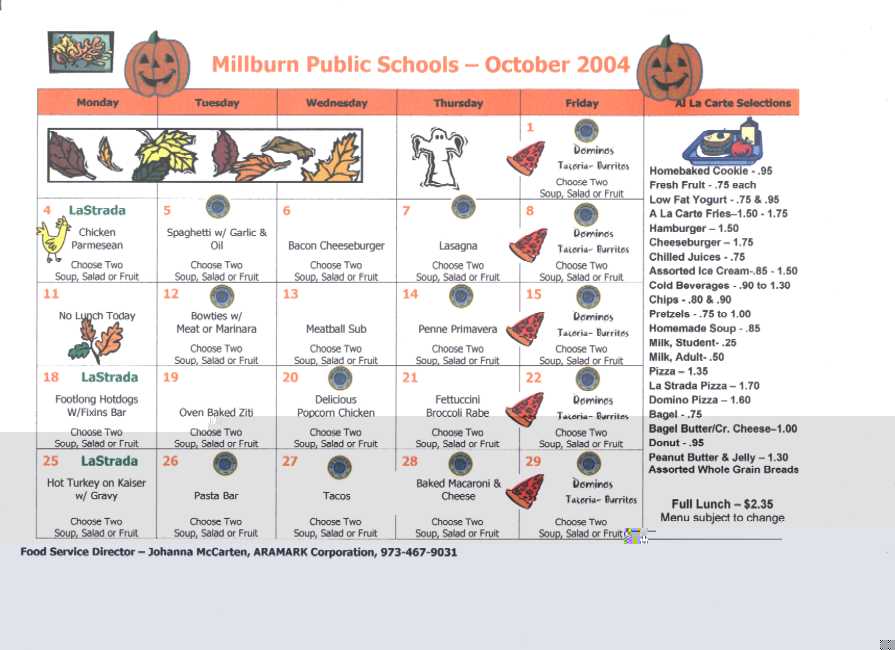 Millburn Public Schools – October 2004
Monday Tuesday Wednesday Thursday Friday Al La Carte Selections
1
Dominos
Tacoria- Burritos
Choose Two
Soup, Salad or Fruit
4 LaStrada
Chicken
Parmesean
Choose Two
Soup, Salad or Fruit
5
Spaghetti w/ Garlic &
Oil
Choose Two
Soup, Salad or Fruit
6
Bacon Cheeseburger
Choose Two
Soup, Salad or Fruit
7
Lasagna
Choose Two
Soup, Salad or Fruit
8
Dominos
Tacoria- Burritos
Choose Two
Soup, Salad or Fruit
11
No Lunch Today
12
Bowties w/
Meat or Marinara
Choose Two
Soup, Salad or Fruit
13
Meatball Sub
Choose Two
Soup, Salad or Fruit
14
Penne Primavera
Choose Two
Soup, Salad or Fruit
15
Dominos
Tacoria- Burritos
Choose Two
Soup, Salad or Fruit
18 LaStrada
Footlong Hotdogs
W/Fixins Bar
Choose Two
Soup, Salad or Fruit
19
Oven Baked Ziti
Choose Two
Soup, Salad or Fruit
20
Delicious
Popcorn Chicken
Choose Two
Soup, Salad or Fruit
21
Fettuccini
Broccoli Rabe
Choose Two
Soup, Salad or Fruit
22
Dominos
Tacoria- Burritos
Choose Two
Soup, Salad or Fruit
25 LaStrada
Hot Turkey on Kaiser
w/ Gravy
Choose Two
Soup, Salad or Fruit
26
Pasta Bar
Choose Two
Soup, Salad or Fruit
27
Tacos
Choose Two
Soup, Salad or Fruit
28
Baked Macaroni &
Cheese
Choose Two
Soup, Salad or Fruit
29
Dominos
Tacoria- Burritos
Choose Two
Soup, Salad or Fruit
Homebaked Cookie - .95
Fresh Fruit - .75 each
Low Fat Yogurt - .75 & .95
A La Carte Fries–1.50 - 1.75
Hamburger – 1.50
Cheeseburger – 1.75
Chilled Juices - .75
Assorted Ice Cream-.85 - 1.50
Cold Beverages - .90 to 1.30
Chips - .80 & .90
Pretzels - .75 to 1.00
Homemade Soup - .85
Milk, Student- .25
Milk, Adult- .50
Pizza – 1.35
La Strada Pizza – 1.70
Domino Pizza – 1.60
Bagel - .75
Bagel Butter/Cr. Cheese–1.00
Donut - .95
Peanut Butter & Jelly – 1.30
Assorted Whole Grain Breads
Full Lunch – $2.35
Menu subject to change
Food Service Director – Johanna McCarten, ARAMARK Corporation, 973-467-9031